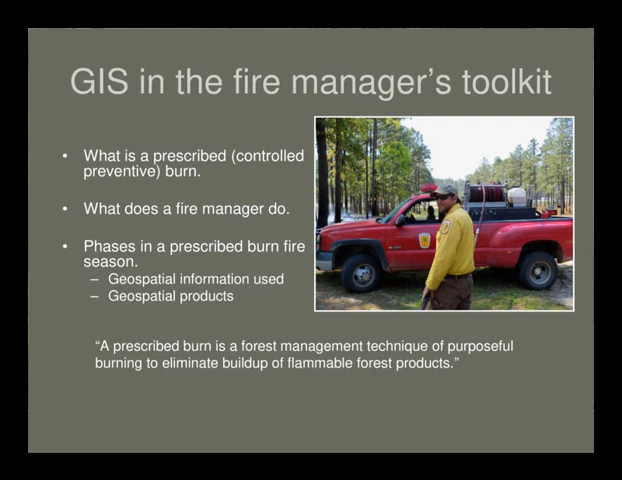 GIS in the fire manager’s toolkit
• What is a prescribed (controlled
preventive) burn.
• What does a fire manager do.
• Phases in a prescribed burn fire
season.
– Geospatial information used
– Geospatial products
“A prescribed burn is a forest management technique of purposeful
burning to eliminate buildup of flammable forest products.”